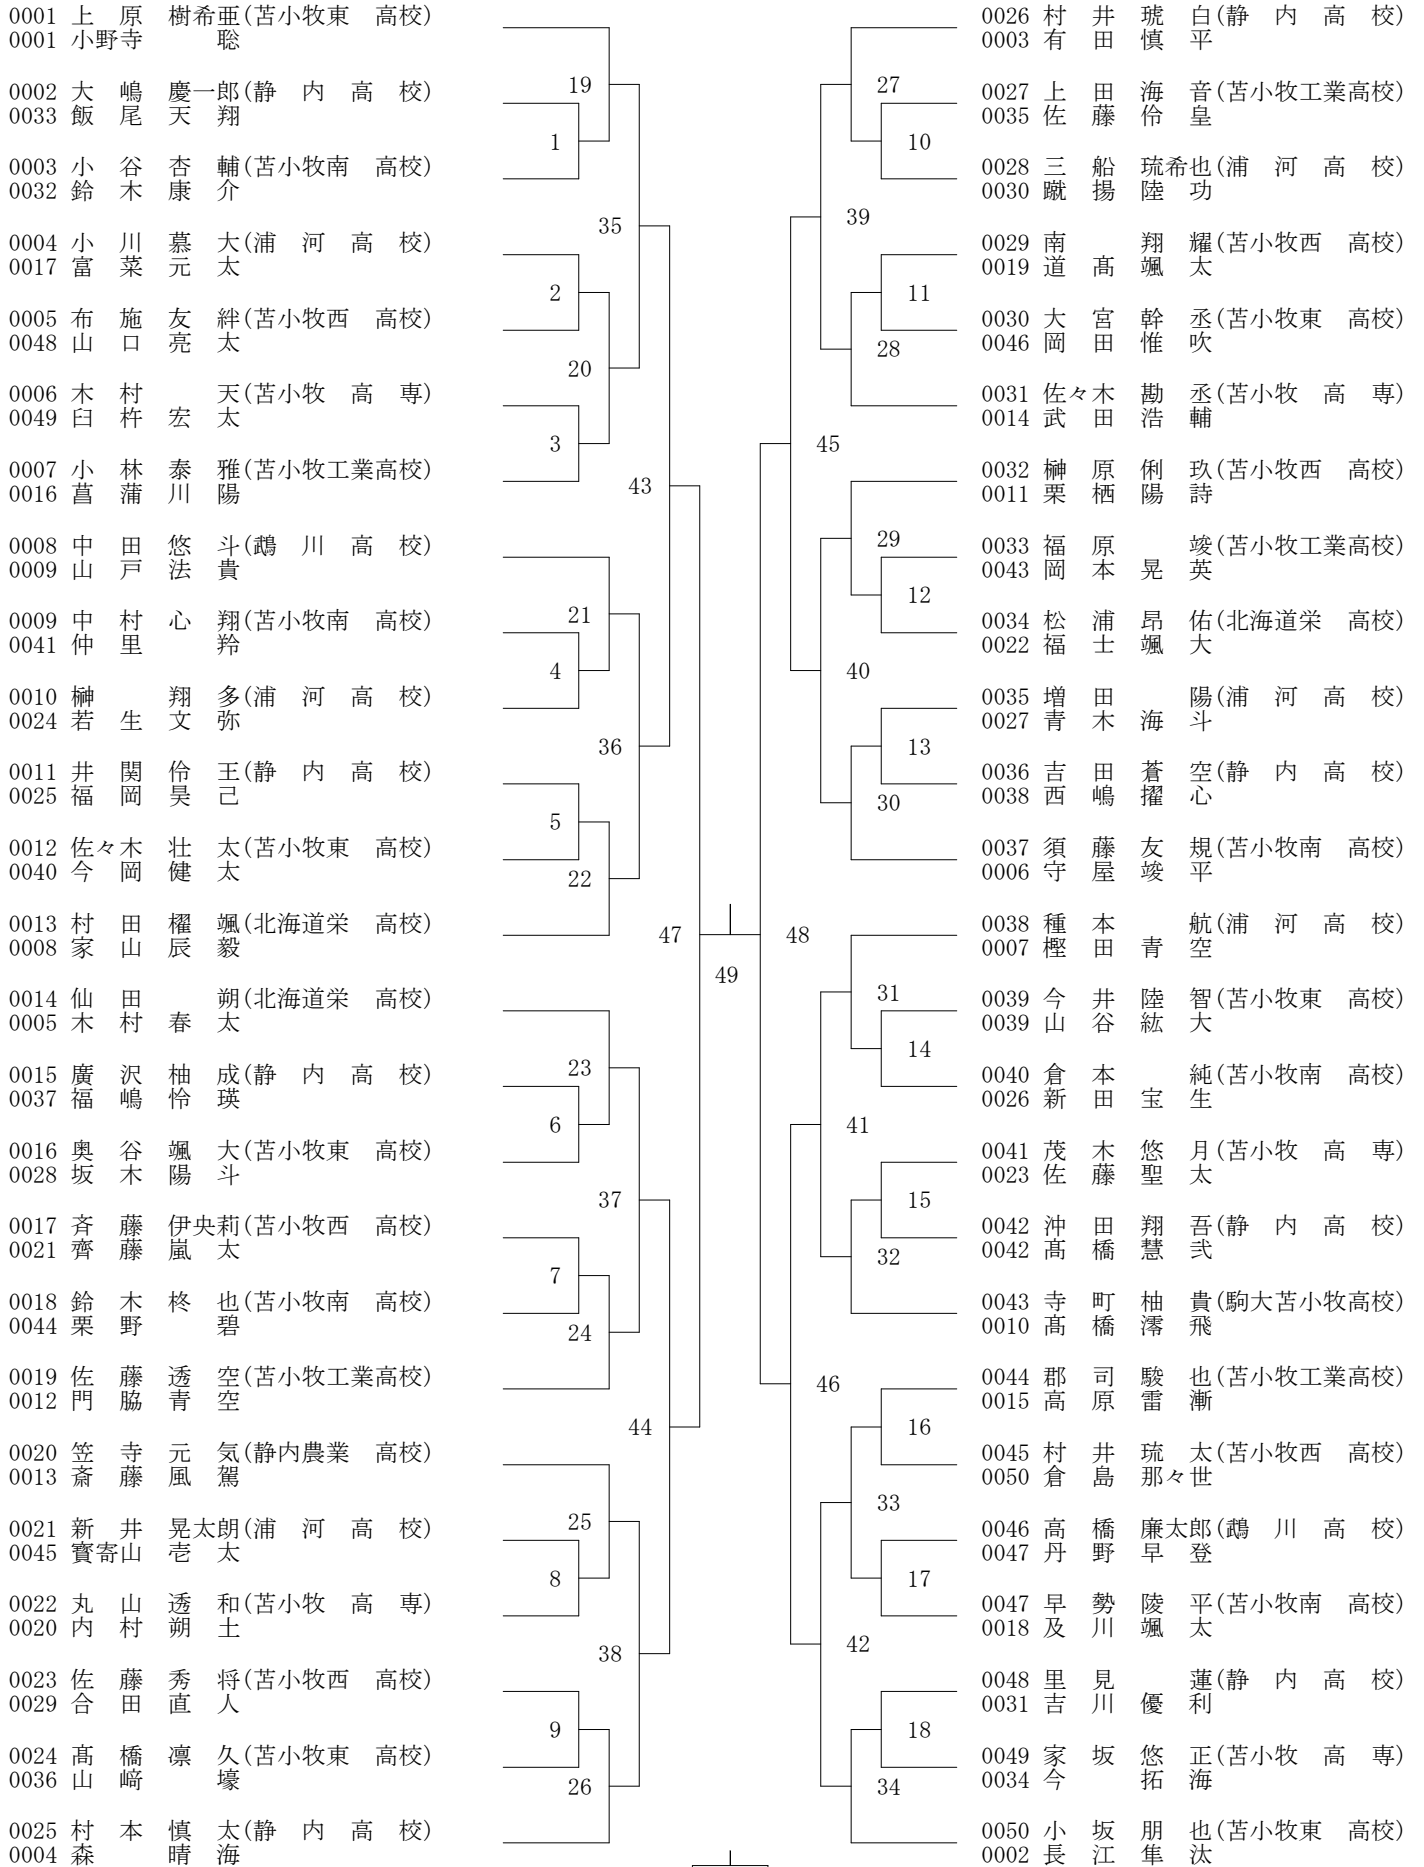 0001 上 原 樹希亜(苫小牧東 高校)
0001 小野寺 聡
0002 大 嶋 慶一郎(静 内 高 校)
0033 飯 尾 天 翔
0003 小 谷 杏 輔(苫小牧南 高校)
0032 鈴 木 康 介
0004 小 川 慕 大(浦 河 高 校)
0017 富 菜 元 太
0005 布 施 友 絆(苫小牧西 高校)
0048 山 口 亮 太
0006 木 村 天(苫小牧 高 専)
0049 臼 杵 宏 太
0007 小 林 泰 雅(苫小牧工業高校)
0016 菖 蒲 川 陽
0008 中 田 悠 斗(鵡 川 高 校)
0009 山 戸 法 貴
0009 中 村 心 翔(苫小牧南 高校)
0041 仲 里 羚
0010 榊 翔 多(浦 河 高 校)
0024 若 生 文 弥
0011 井 関 伶 王(静 内 高 校)
0025 福 岡 昊 己
0012 佐々木 壮 太(苫小牧東 高校)
0040 今 岡 健 太
0013 村 田 櫂 颯(北海道栄 高校)
0008 家 山 辰 毅
0014 仙 田 朔(北海道栄 高校)
0005 木 村 春 太
0015 廣 沢 柚 成(静 内 高 校)
0037 福 嶋 怜 瑛
0016 奥 谷 颯 大(苫小牧東 高校)
0028 坂 木 陽 斗
0017 斉 藤 伊央莉(苫小牧西 高校)
0021 齊 藤 嵐 太
0018 鈴 木 柊 也(苫小牧南 高校)
0044 栗 野 碧
0019 佐 藤 透 空(苫小牧工業高校)
0012 門 脇 青 空
0020 笠 寺 元 気(静内農業 高校)
0013 斎 藤 風 駕
0021 新 井 晃太朗(浦 河 高 校)
0045 寳寄山 壱 太
0022 丸 山 透 和(苫小牧 高 専)
0020 内 村 朔 土
0023 佐 藤 秀 将(苫小牧西 高校)
0029 合 田 直 人
0024 髙 橋 凛 久(苫小牧東 高校)
0036 山 﨑 壕
0025 村 本 慎 太(静 内 高 校)
0004 森 晴 海
19
1
35
2
20
3
43
21
4
36
5
22
47
23
6
37
7
24
44
25
8
38
9
26
49
48
27
10
39
11
28
45
29
12
40
13
30
31
14
41
15
32
46
16
33
17
42
18
34
0026 村 井 琥 白(静 内 高 校)
0003 有 田 慎 平
0027 上 田 海 音(苫小牧工業高校)
0035 佐 藤 伶 皇
0028 三 船 琉希也(浦 河 高 校)
0030 蹴 揚 陸 功
0029 南 翔 耀(苫小牧西 高校)
0019 道 髙 颯 太
0030 大 宮 幹 丞(苫小牧東 高校)
0046 岡 田 惟 吹
0031 佐々木 勘 丞(苫小牧 高 専)
0014 武 田 浩 輔
0032 榊 原 俐 玖(苫小牧西 高校)
0011 栗 栖 陽 詩
0033 福 原 竣(苫小牧工業高校)
0043 岡 本 晃 英
0034 松 浦 昂 佑(北海道栄 高校)
0022 福 士 颯 大
0035 増 田 陽(浦 河 高 校)
0027 青 木 海 斗
0036 吉 田 蒼 空(静 内 高 校)
0038 西 嶋 擢 心
0037 須 藤 友 規(苫小牧南 高校)
0006 守 屋 竣 平
0038 種 本 航(浦 河 高 校)
0007 樫 田 青 空
0039 今 井 陸 智(苫小牧東 高校)
0039 山 谷 紘 大
0040 倉 本 純(苫小牧南 高校)
0026 新 田 宝 生
0041 茂 木 悠 月(苫小牧 高 専)
0023 佐 藤 聖 太
0042 沖 田 翔 吾(静 内 高 校)
0042 髙 橋 慧 弐
0043 寺 町 柚 貴(駒大苫小牧高校)
0010 髙 橋 澪 飛
0044 郡 司 駿 也(苫小牧工業高校)
0015 高 原 雷 漸
0045 村 井 琉 太(苫小牧西 高校)
0050 倉 島 那々世
0046 高 橋 廉太郎(鵡 川 高 校)
0047 丹 野 早 登
0047 早 勢 陵 平(苫小牧南 高校)
0018 及 川 颯 太
0048 里 見 蓮(静 内 高 校)
0031 吉 川 優 利
0049 家 坂 悠 正(苫小牧 高 専)
0034 今 拓 海
0050 小 坂 朋 也(苫小牧東 高校)
0002 長 江 隼 汰